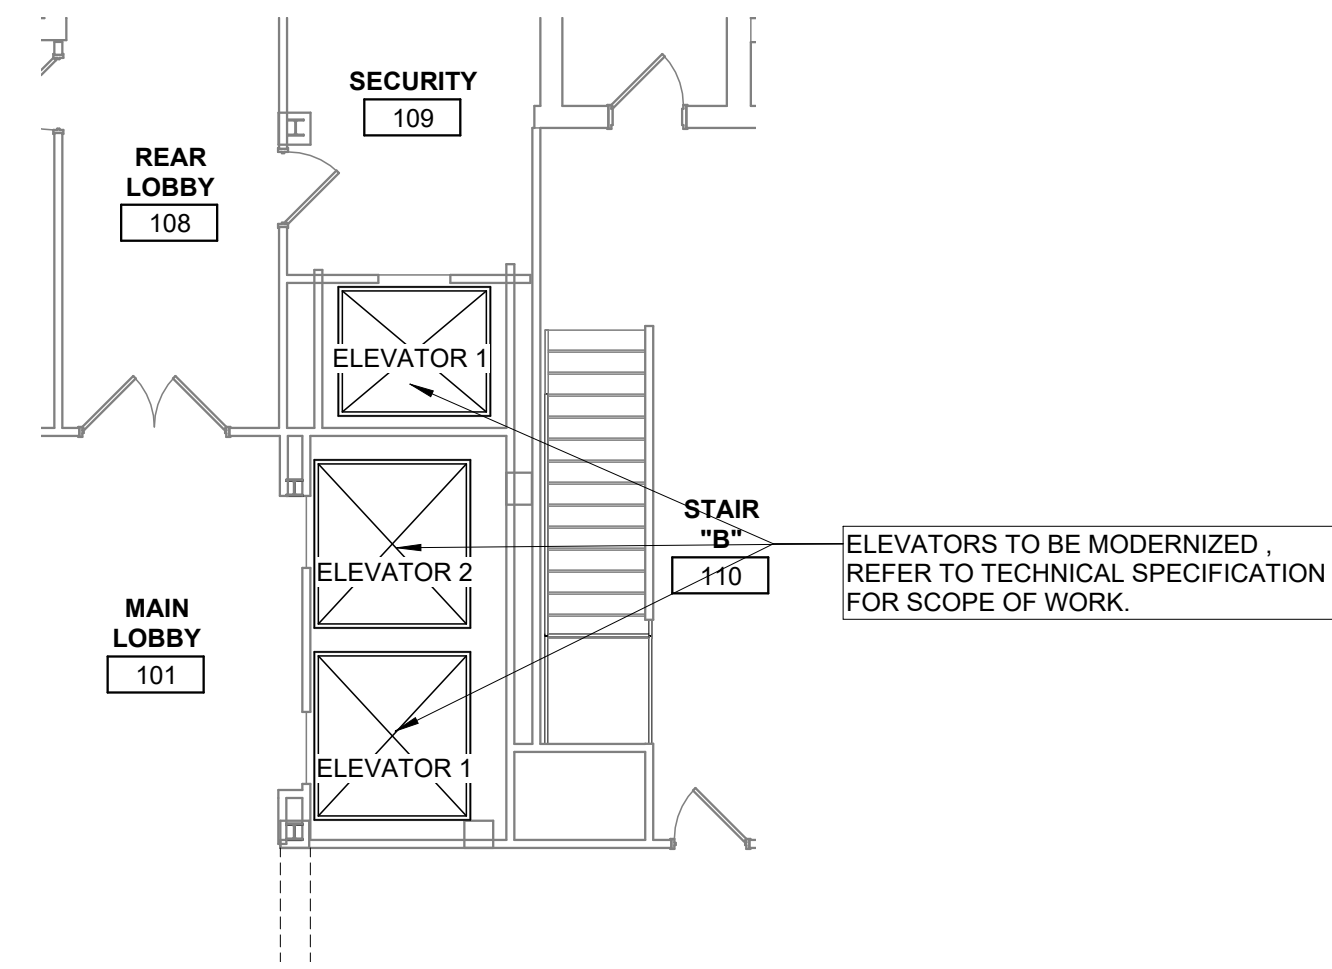 SECURITY
109
REAR
LOBBY
108
ELEVATOR 1
STAIR
"B"
110
ELEVATORS TO BE MODERNIZED ,
REFER TO TECHNICAL SPECIFICATION
FOR SCOPE OF WORK.
ELEVATOR 2
MAIN
LOBBY
101
ELEVATOR 1